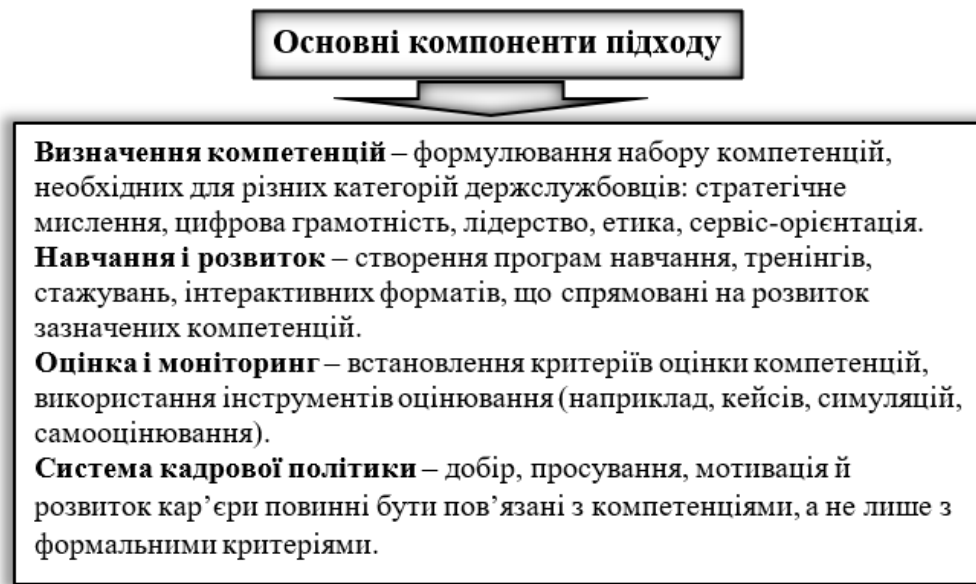 Основні компоненти підходу
Визначення компетенцій – формулювання набору компетенцій,
необхідних для різних категорій держслужбовців: стратегічне
мислення, цифрова грамотність, лідерство, етика, сервіс-орієнтація.
Навчання і розвиток – створення програм навчання, тренінгів,
стажувань, інтерактивних форматів, що спрямовані на розвиток
зазначених компетенцій.
Оцінка і моніторинг – встановлення критеріїв оцінки компетенцій,
використання інструментів оцінювання (наприклад, кейсів, симуляцій,
самооцінювання).
Система кадрової політики – добір, просування, мотивація й
розвиток кар’єри повинні бути пов’язані з компетенціями, а не лише з
формальними критеріями.